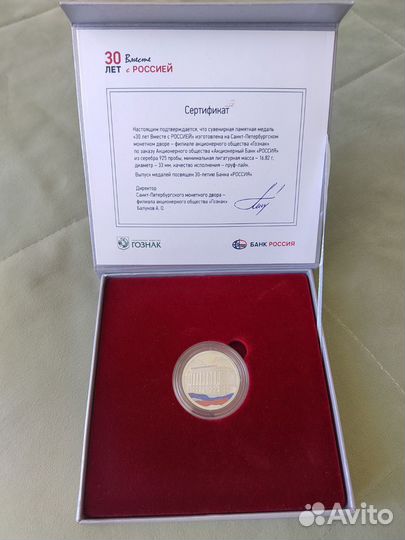 30 Вместе
ЛЕТ с РОССИЕЙ
Сертификат
Настоящим подтверждается, что сувенирная памятная медаль
«30 лет Вместе с РОССИЕЙ» изготовлена на Санкт-Петербургском
монетном дворе – филиале акционерного общества «Гознак»
по заказу Акционерного общества «Акционерный Банк «РОССИЯ»
из серебра 925 пробы, минимальная лигатурная масса – 16,82 г,
диаметр – 33 мм, качество исполнения – пруф-лайк.
Выпуск медалей посвящен 30-летию Банка «РОССИЯ».
Директор
Санкт-Петербургского монетного двора –
филиала акционерного общества «Гознак»
А. О.
ГОЗНАК
БАНК РОССИЯ
Avito